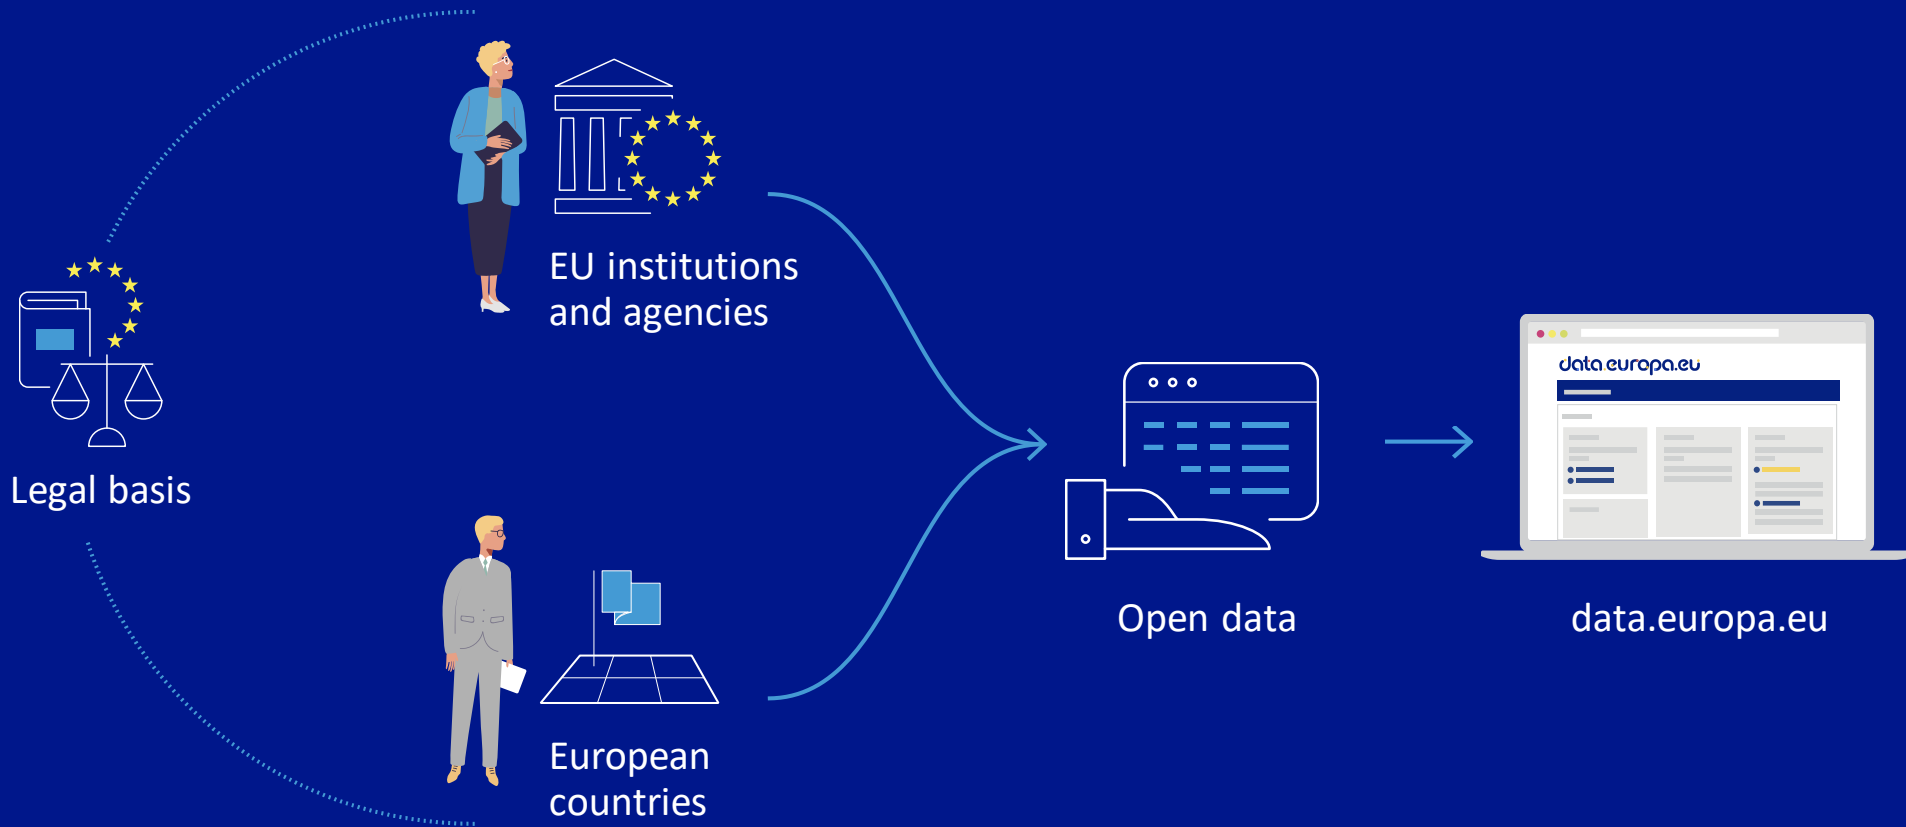 Legal basis
EU institutions
and agencies
European
countries
Open data
data.europa.eu
data.europa.eu